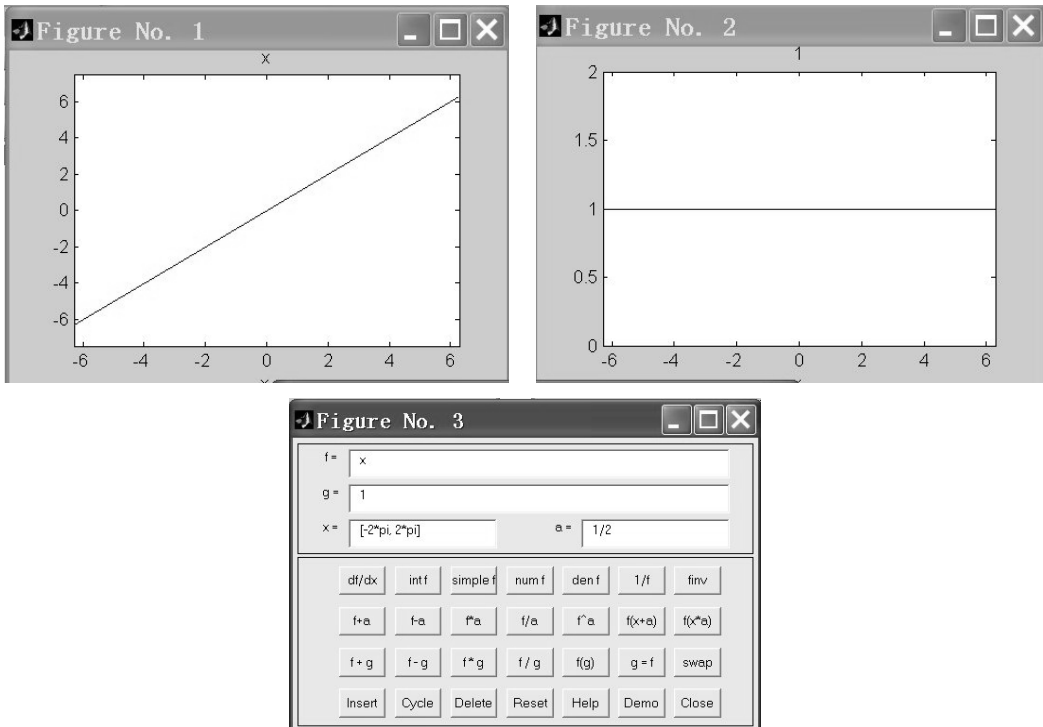 Figure No. 1
x
6
4
2
0
-2
-4
-6
-6 -4 -2 0 2 4 6
Figure No. 2
1
2
1.5
1
0.5
0
-6 -4 -2 0 2 4 6
Figure No. 3
f = x
g = 1
x = [-2*pi, 2*pi] a = 1/2
df/dx int f simple f num f den f 1/f finv
f+a f-a f*a f/a f^a f(x+a) f(x*a)
f + g f - g f * g f / g f(g) g = f swap
Insert Cycle Delete Reset Help Demo Close